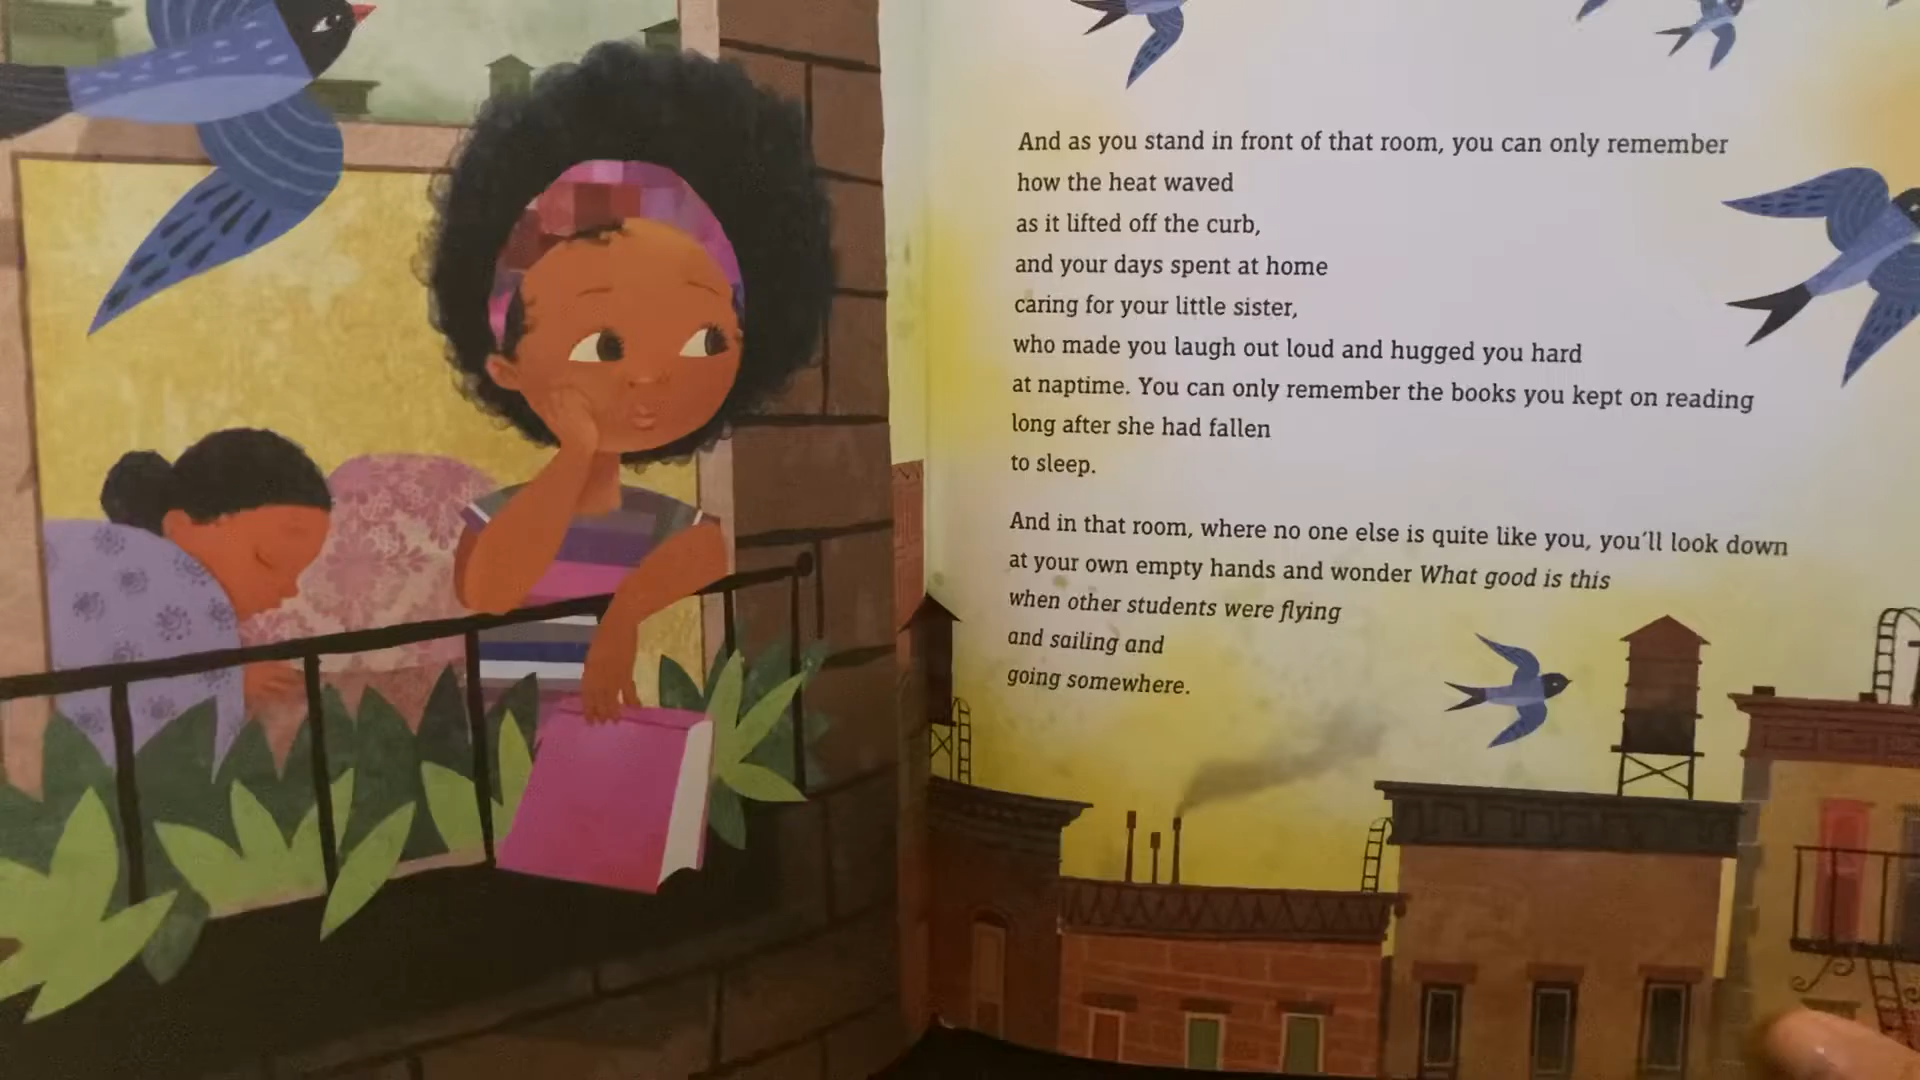 And as you stand in front of that room, you can only remember
how the heat waved
as it lifted off the curb,
and your days spent at home
caring for your little sister,
who made you laugh out loud and hugged you hard
at naptime. You can only remember the books you kept on reading
long after she had fallen
to sleep.
And in that room, where no one else is quite like you, you'll look down
at your own empty hands and wonder What good is this
when other students were flying
and sailing and
going somewhere.